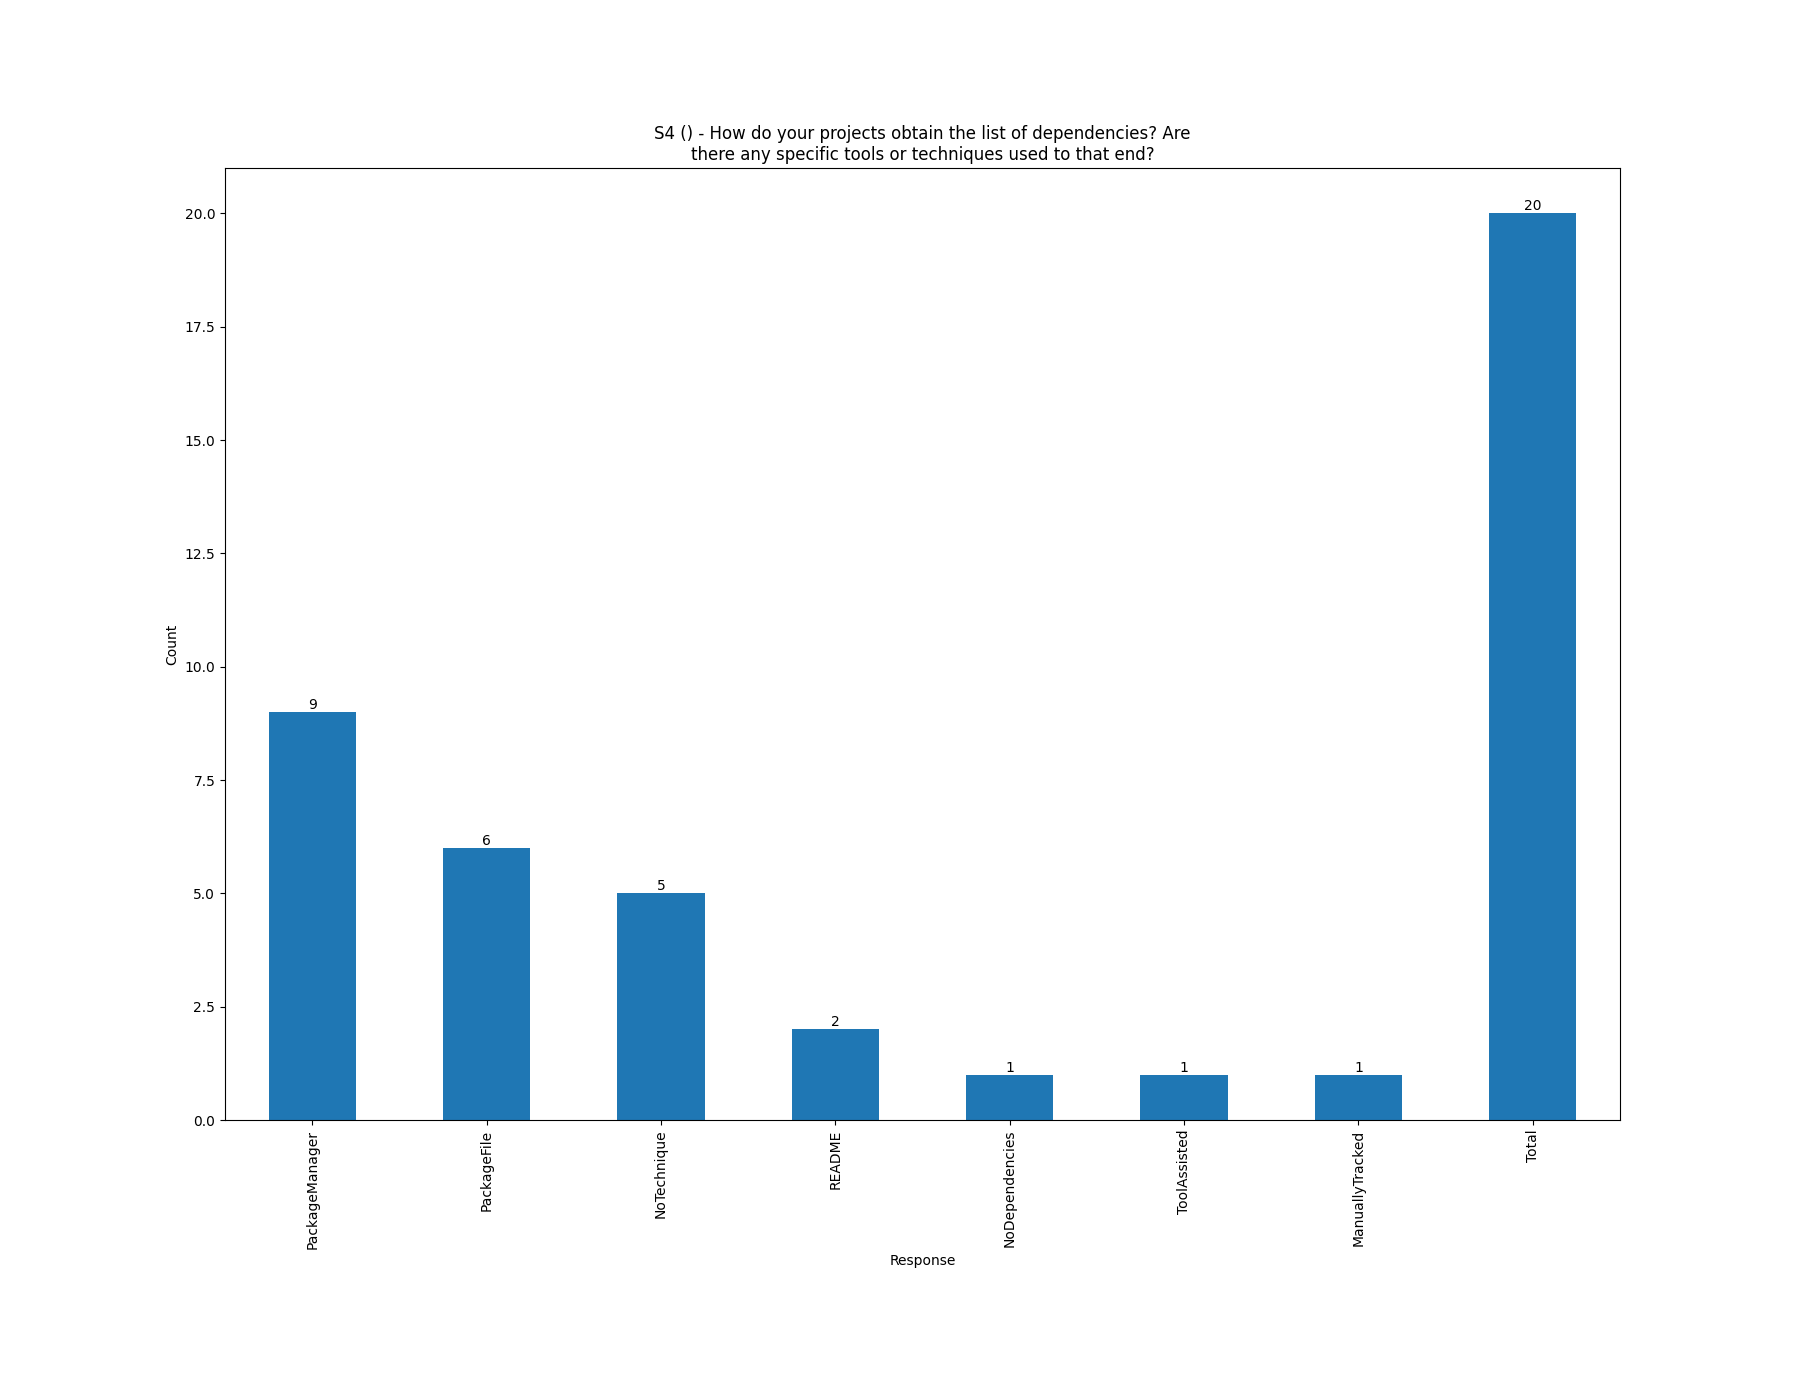 S4 () - How do your projects obtain the list of dependencies? Are
there any specific tools or techniques used to that end?
20.0
17.5
15.0
12.5
10.0
7.5
5.0
2.5
0.0
Count
9
6
5
2
1
1
1
20
PackageManager
PackageFile
NoTechnique
README
NoDependencies
ToolAssisted
ManuallyTracked
Total
Response